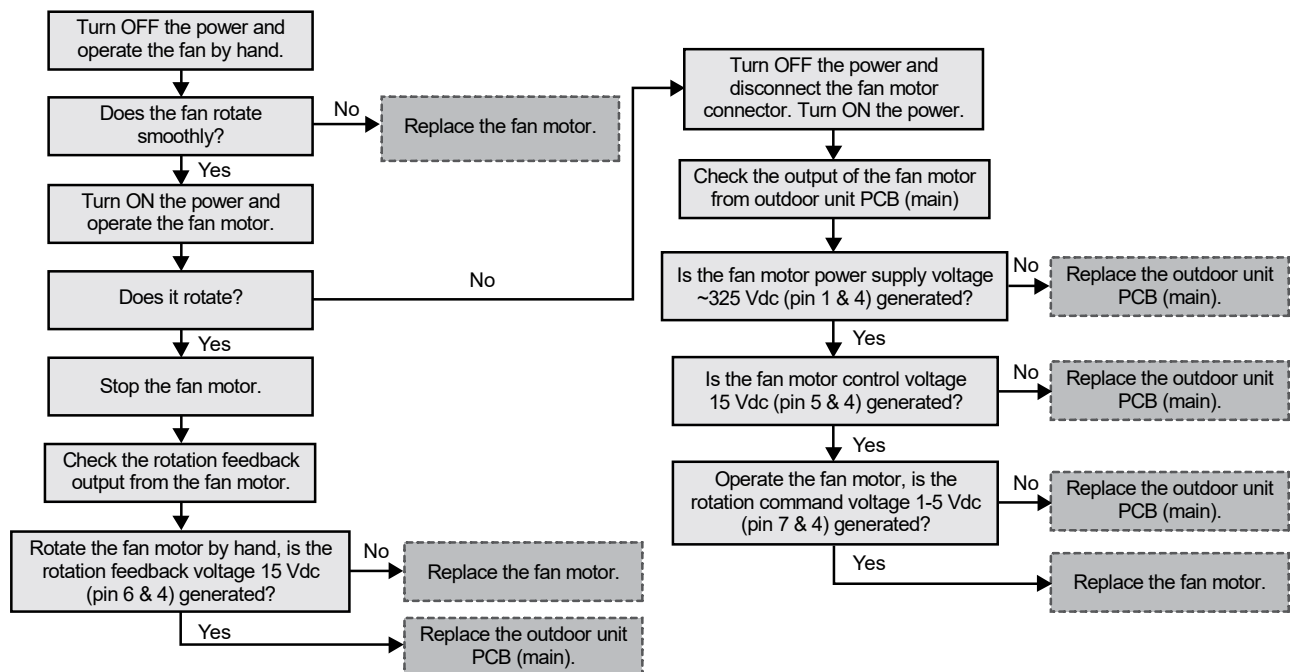 Turn OFF the power and
operate the fan by hand.
Does the fan rotate
smoothly?
No
Replace the fan motor.
Yes
Turn ON the power and
operate the fan motor.
Does it rotate?
No
Yes
Stop the fan motor.
Check the rotation feedback
output from the fan motor.
Rotate the fan motor by hand, is the
rotation feedback voltage 15 Vdc
(pin 6 & 4) generated?
No
Replace the fan motor.
Yes
Replace the outdoor unit
PCB (main).
Turn OFF the power and
disconnect the fan motor
connector. Turn ON the power.
Check the output of the fan motor
from outdoor unit PCB (main)
Is the fan motor power supply voltage
~325 Vdc (pin 1 & 4) generated?
No
Replace the outdoor unit
PCB (main).
Yes
Is the fan motor control voltage
15 Vdc (pin 5 & 4) generated?
No
Replace the outdoor unit
PCB (main).
Yes
Operate the fan motor, is the
rotation command voltage 1-5 Vdc
(pin 7 & 4) generated?
No
Replace the outdoor unit
PCB (main).
Yes
Replace the fan motor.